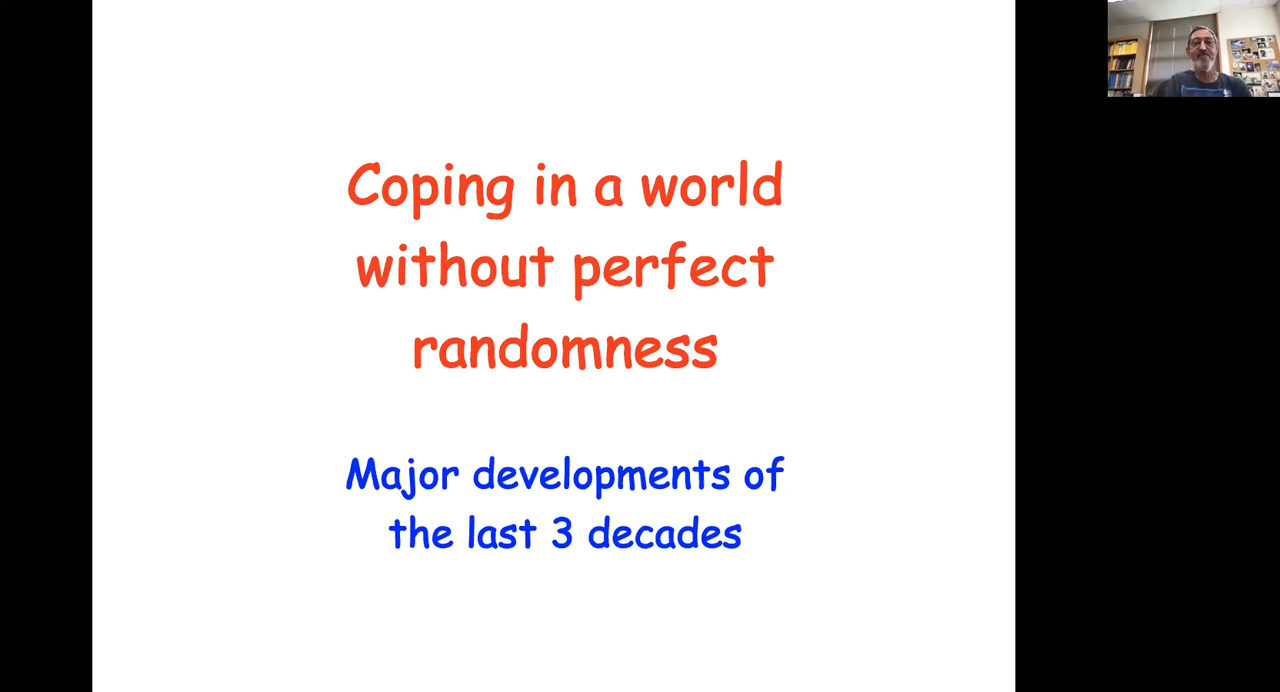 Coping in a world
without perfect
randomness
Major developments of
the last 3 decades